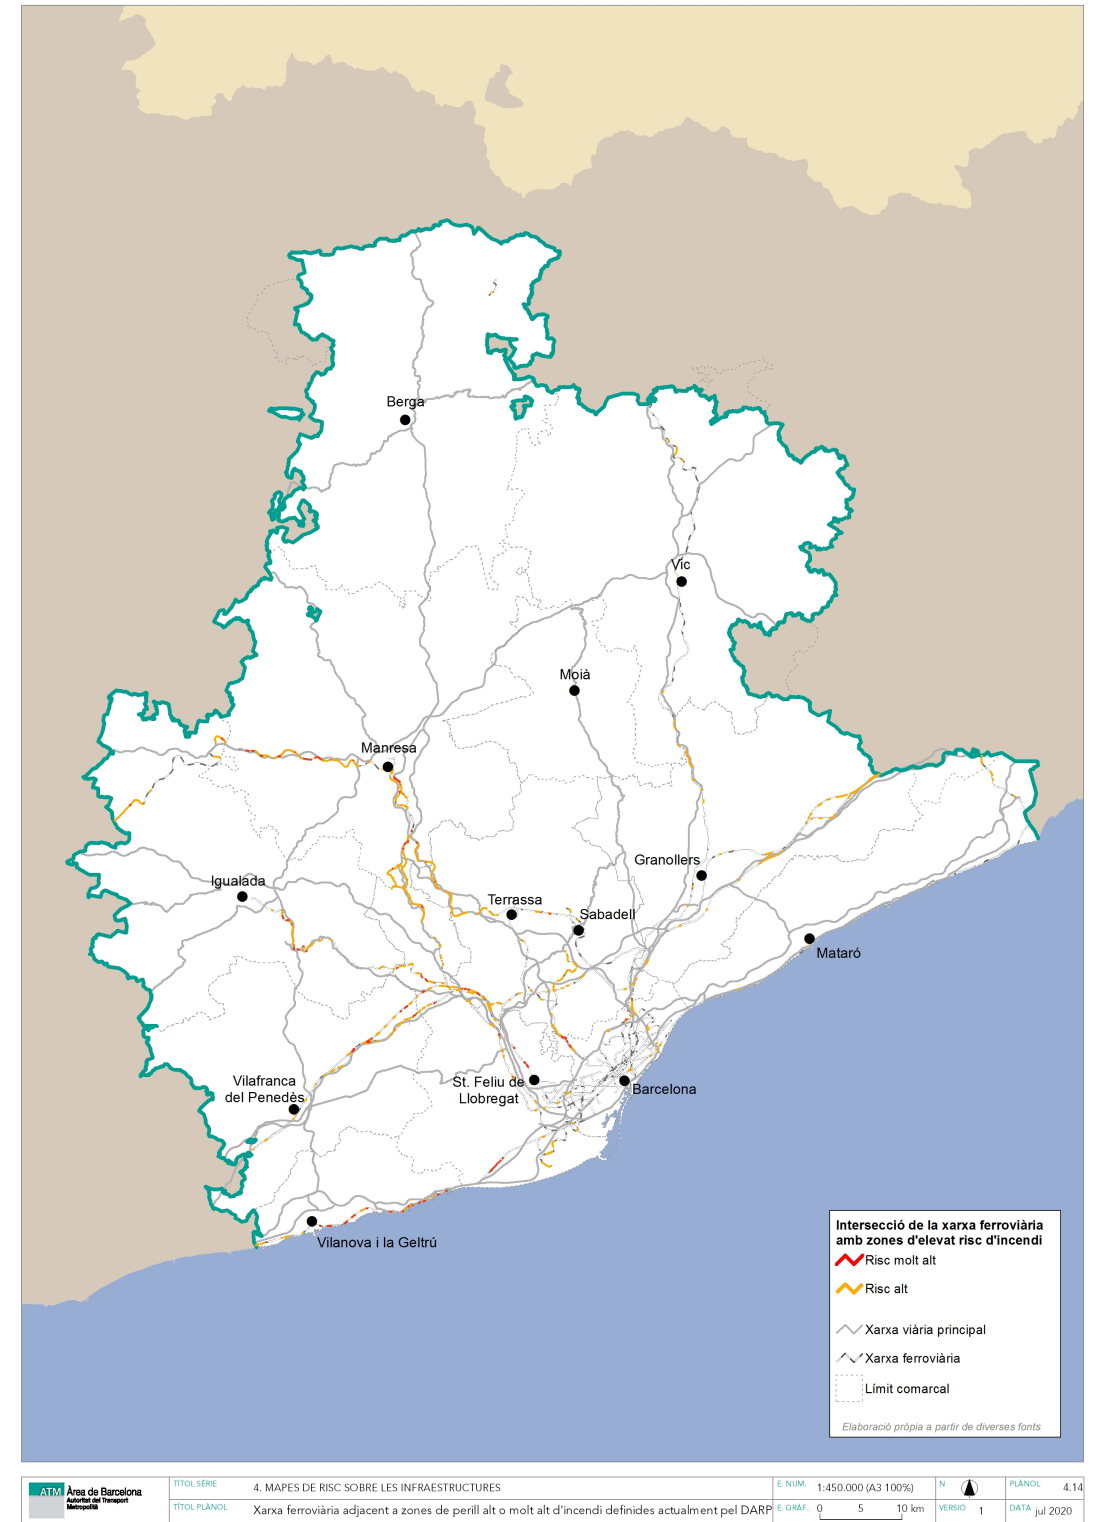 Berga
Vic
Moià
Manresa
Granollers
Igualada
Terrassa
Sabadell
Mataró
Vilafranca
del Penedès
St. Feliu de
Llobregat
Barcelona
Vilanova i la Geltrú
Intersecció de la xarxa ferroviària
amb zones d'elevat risc d'incendi
Risc molt alt
Risc alt
Xarxa viària principal
Xarxa ferroviària
Límit comarcal
Elaboració pròpia a partir de diverses fonts
ATM Àrea de Barcelona
Autoritat del Transport
Metropolità
TÍTOL SÈRIE
4. MAPES DE RISC SOBRE LES INFRAESTRUCTURES
TÍTOL PLÀNOL
Xarxa ferroviària adjacent a zones de perill alt o molt alt d'incendi definides actualment pel DARP
E. NUM. 1:450.000 (A3 100%)
E. GRÀF. 0 5 10 km
N
VERSIÓ 1
PLÀNOL 4.14
DATA jul 2020